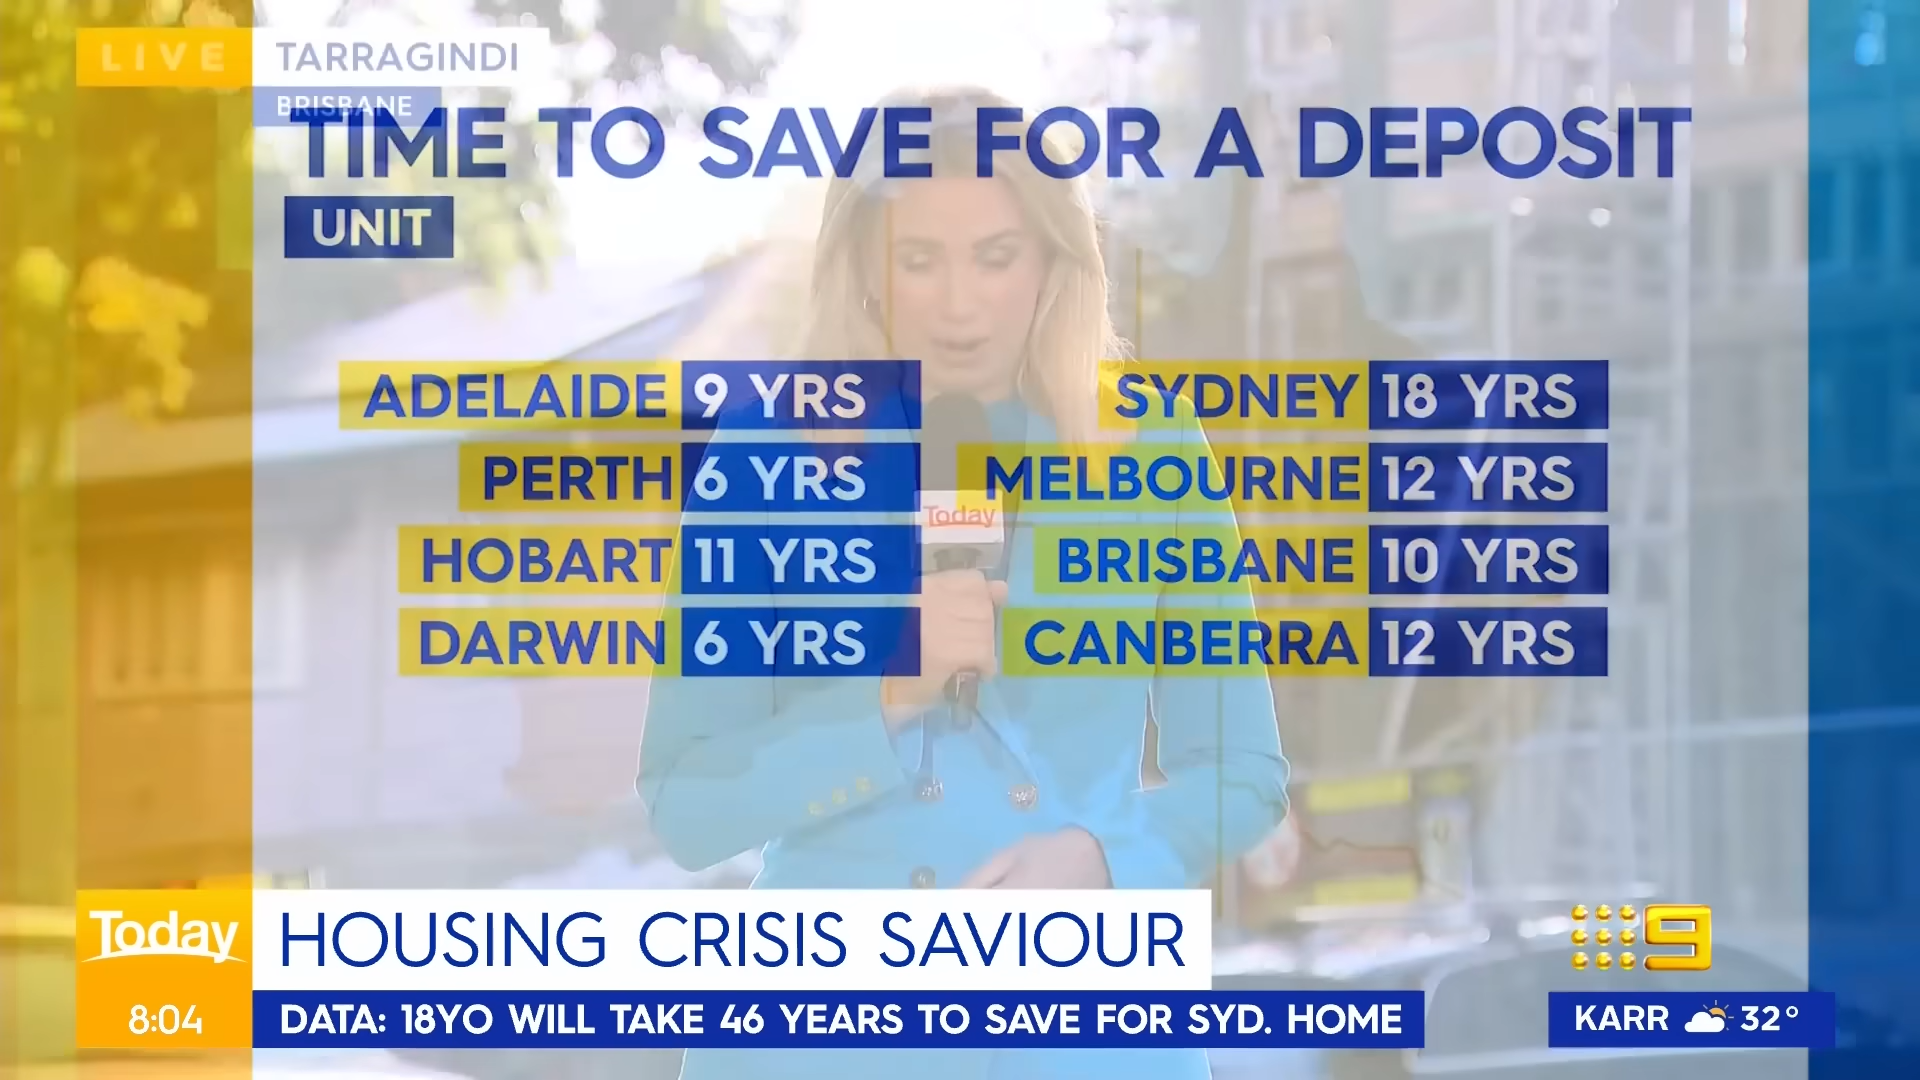 LIVE TARRAGINDI
BRISBANE
TIME TO SAVE FOR A DEPOSIT
UNIT
ADELAIDE 9 YRS
PERTH 6 YRS
HOBART 11 YRS
DARWIN 6 YRS
SYDNEY 18 YRS
MELBOURNE 12 YRS
BRISBANE 10 YRS
CANBERRA 12 YRS
Today
Today
HOUSING CRISIS SAVIOUR
9
8:04
DATA: 18YO WILL TAKE 46 YEARS TO SAVE FOR SYD. HOME
KARR 32°